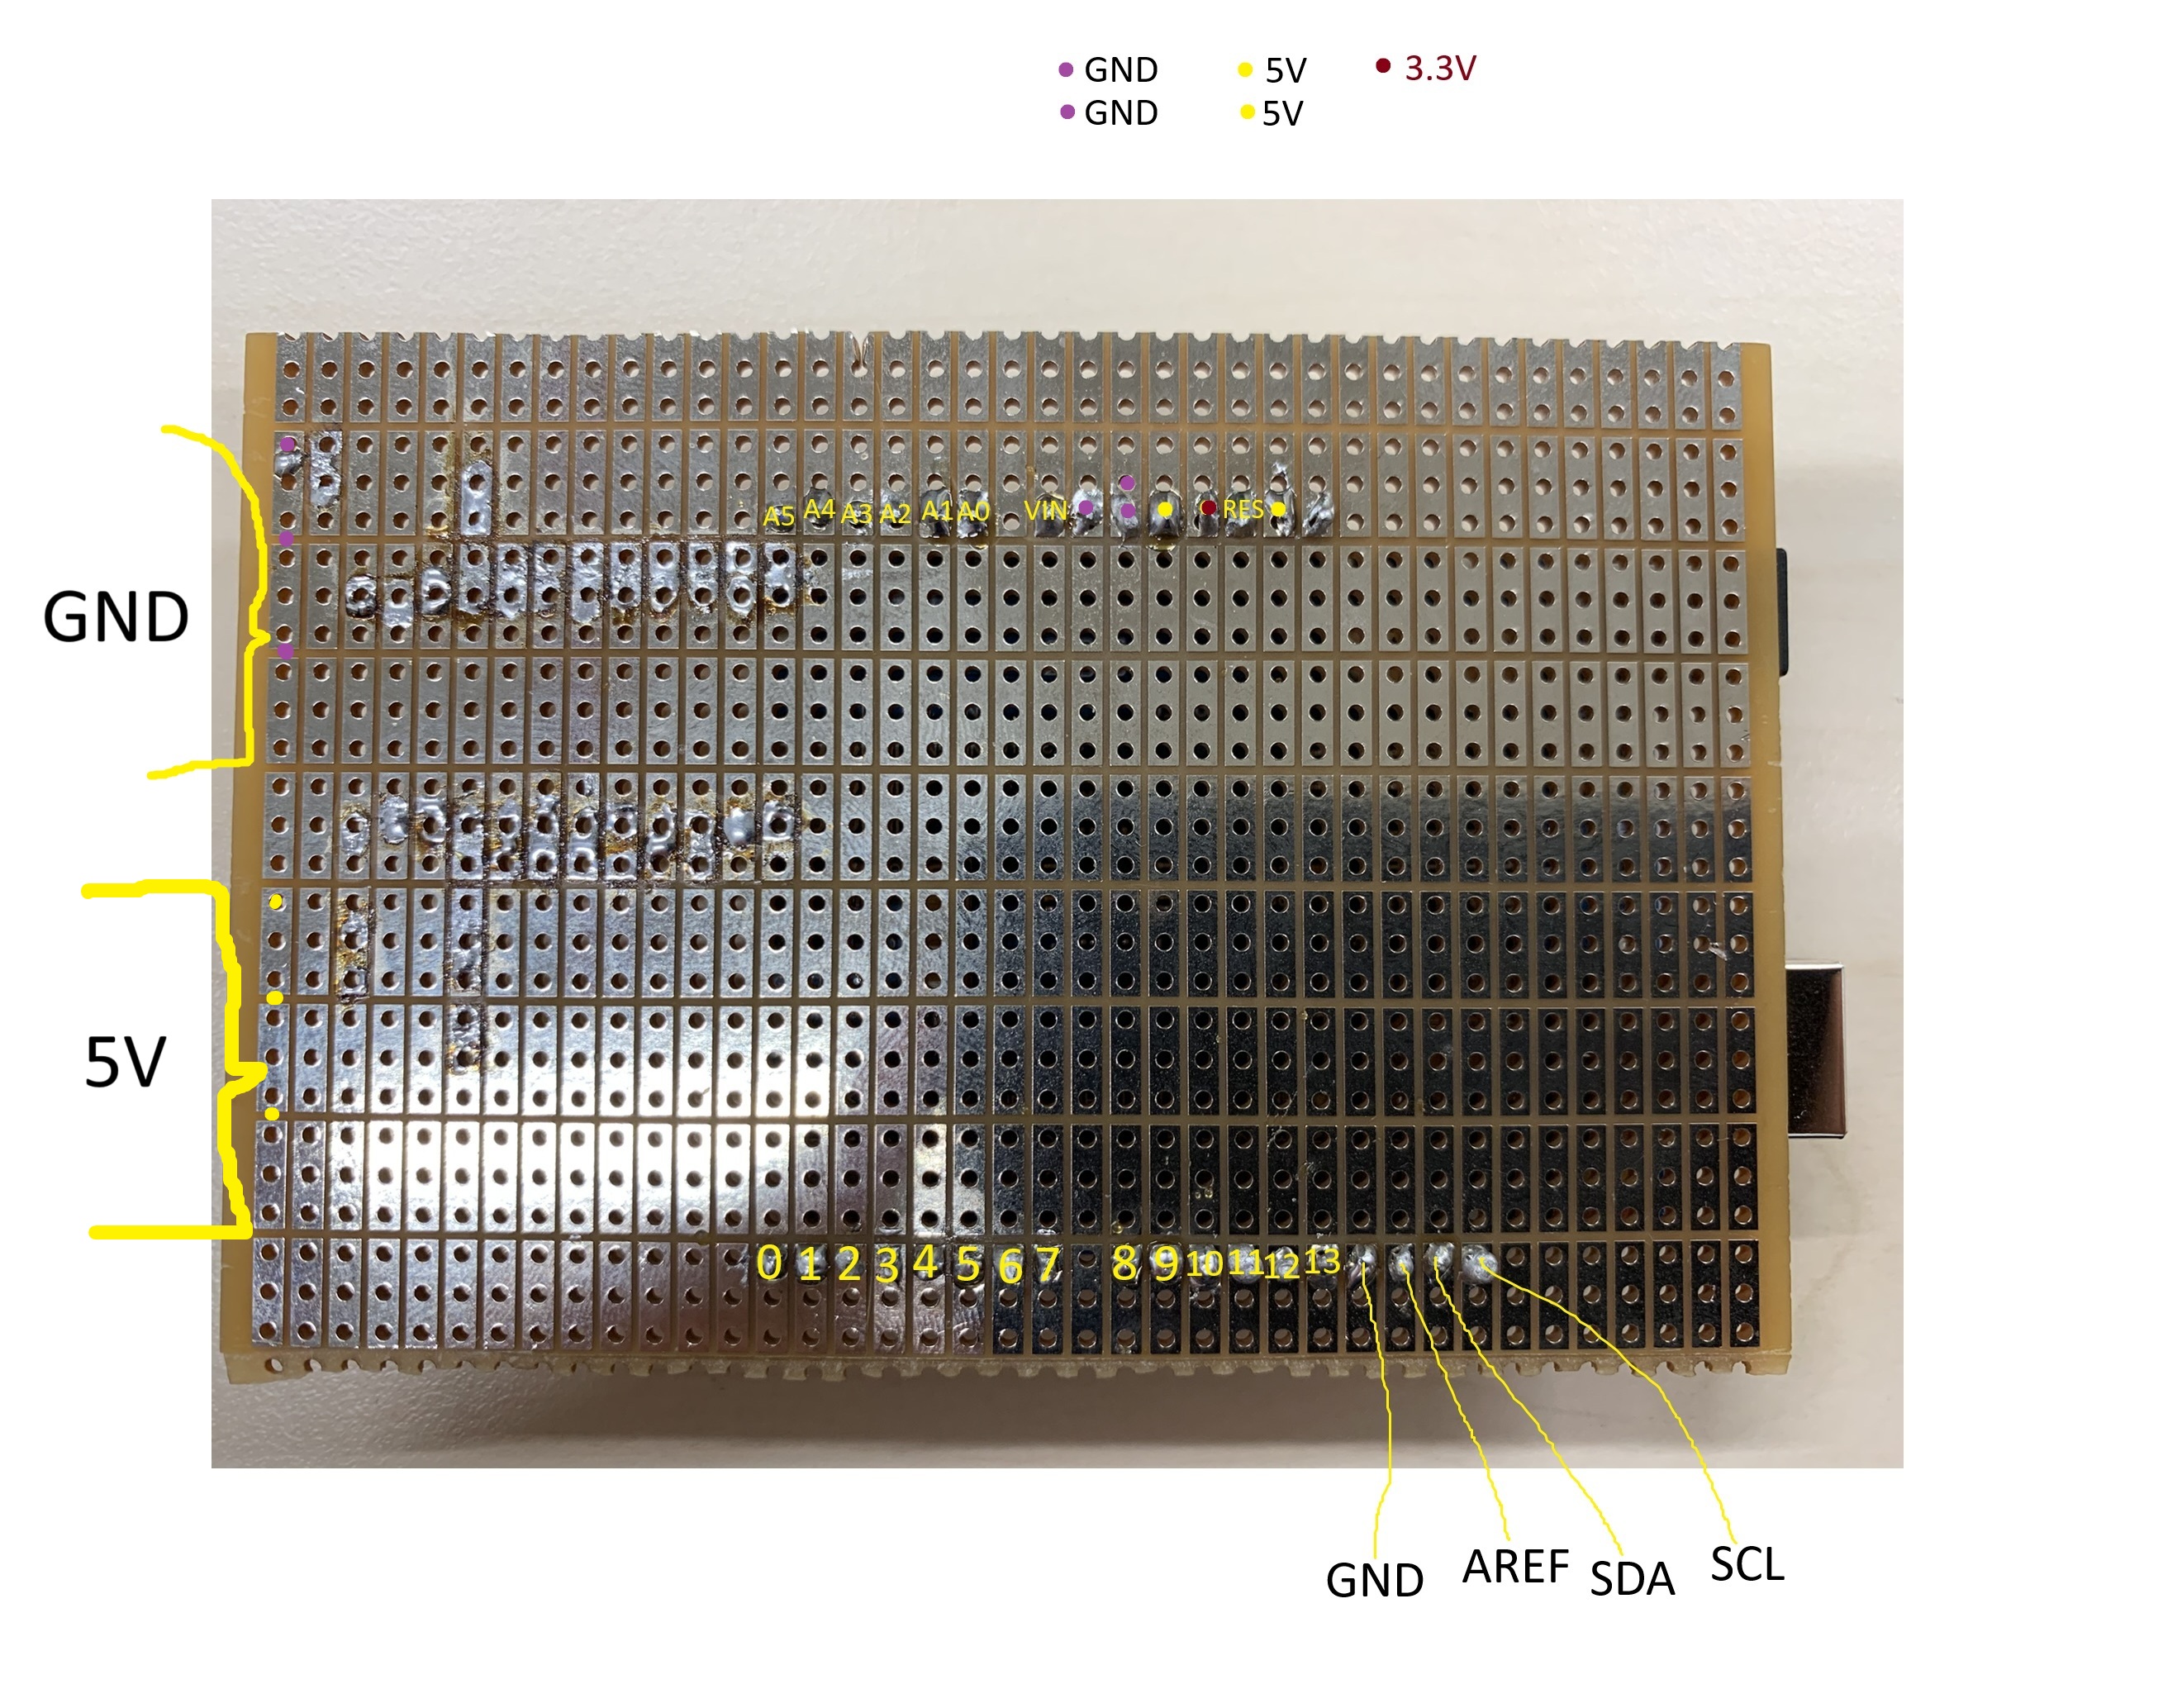 GND 5V 3.3V
GND 5V
A5 A4 A3 A2 A1 A0 VIN RES
GND
5V
0 1 2 3 4 5 6 7 8 9 10 11 12 13
GND AREF SDA SCL